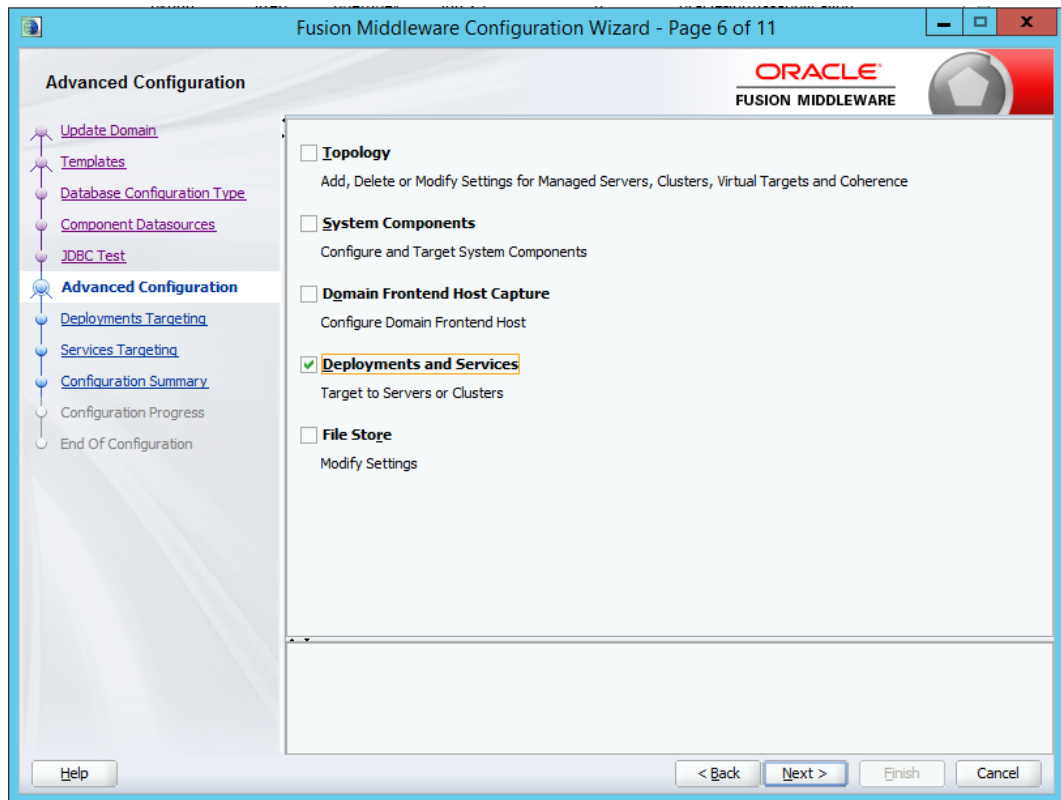 Fusion Middleware Configuration Wizard - Page 6 of 11
Advanced Configuration
ORACLE
FUSION MIDDLEWARE
Update Domain
Templates
Database Configuration Type
Component Datasources
JDBC Test
Advanced Configuration
Deployments Targeting
Services Targeting
Configuration Summary
Configuration Progress
End Of Configuration
Topology
Add, Delete or Modify Settings for Managed Servers, Clusters, Virtual Targets and Coherence
System Components
Configure and Target System Components
Domain Frontend Host Capture
Configure Domain Frontend Host
Deployments and Services
Target to Servers or Clusters
File Store
Modify Settings
Help
< Back
Next >
Finish
Cancel